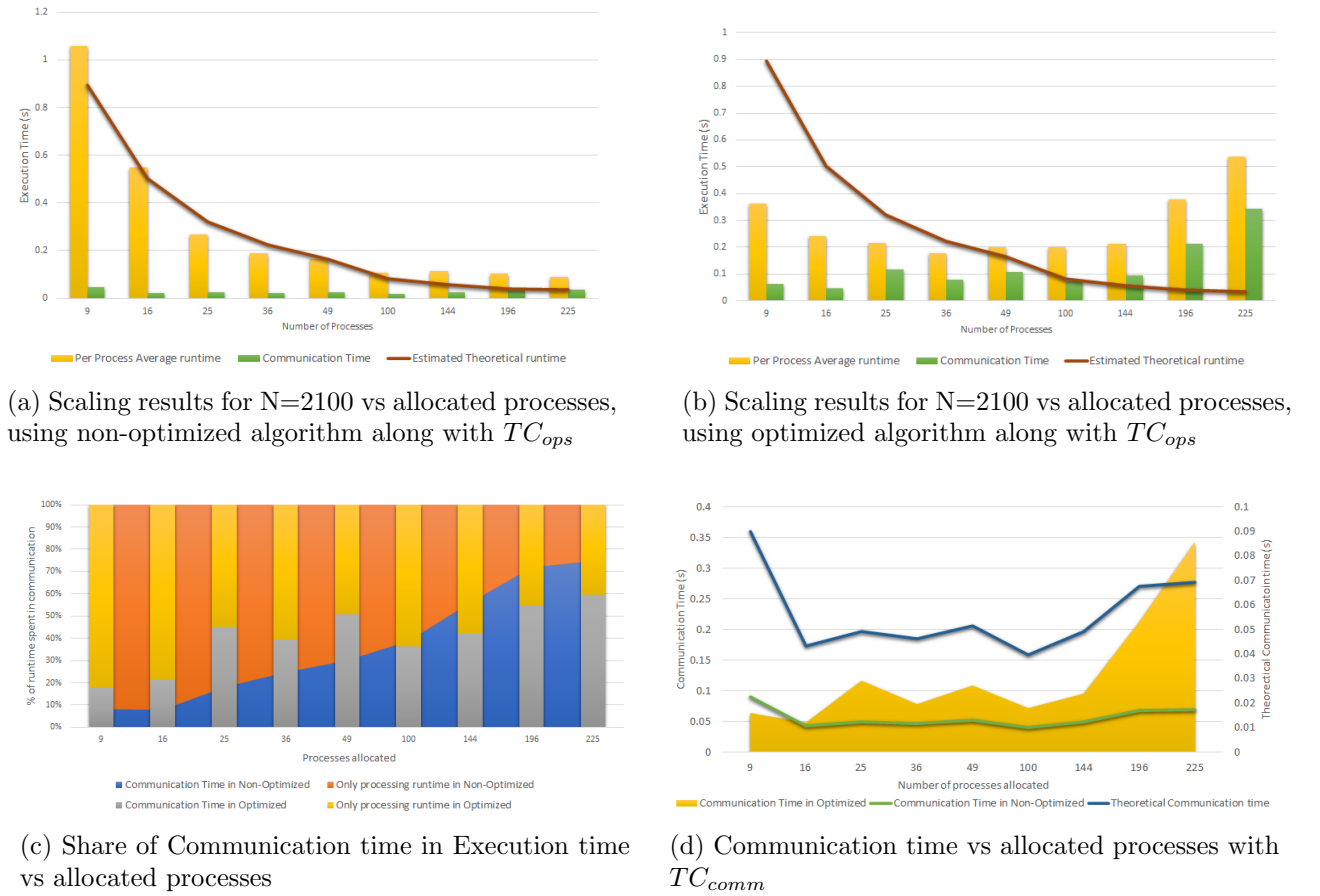 1.2
1
0.8
0.6
0.4
0.2
0
Execution Time (s)
9 16 25 36 49 100 144 196 225
Number of Processes
Per Process Average runtime Communication Time Estimated Theoretical runtime
(a) Scaling results for N=2100 vs allocated processes,
using non-optimized algorithm along with TC_ops
1
0.9
0.8
0.7
0.6
0.5
0.4
0.3
0.2
0.1
0
Execution Time (s)
9 16 25 36 49 100 144 196 225
Number of Processes
Per Process Average runtime Communication Time Estimated Theoretical runtime
(b) Scaling results for N=2100 vs allocated processes,
using optimized algorithm along with TC_ops
100%
90%
80%
70%
60%
50%
40%
30%
20%
10%
0%
% of runtime spent in communication
9 16 25 36 49 100 144 196 225
Processes allocated
Communication Time in Non-Optimized Only processing runtime in Non-Optimized
Communication Time in Optimized Only processing runtime in Optimized
(c) Share of Communication time in Execution time
vs allocated processes
0.4
0.35
0.3
0.25
0.2
0.15
0.1
0.05
0
Communication Time (s)
0.1
0.09
0.08
0.07
0.06
0.05
0.04
0.03
0.02
0.01
0
Theorectical Communicatoin time (s)
9 16 25 36 49 100 144 196 225
Number of processes allocated
Communication Time in Optimized Communication Time in Non-Optimized Theoretical Communication time
(d) Communication time vs allocated processes with
TC_comm